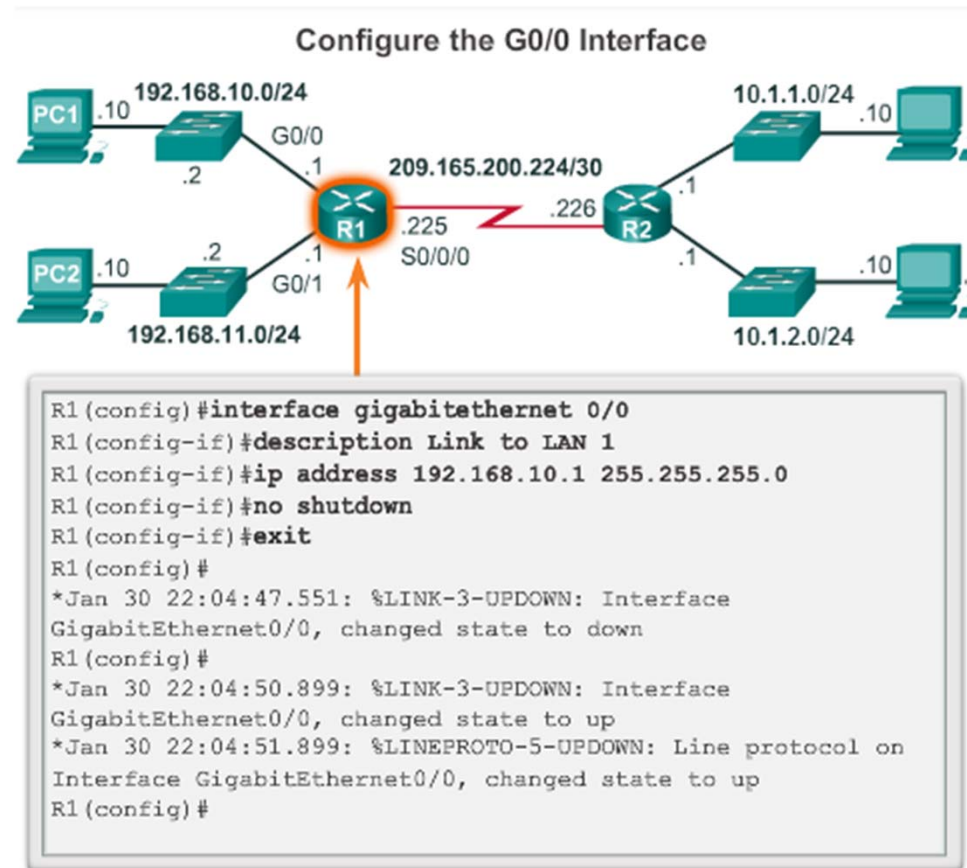 Configure the G0/0 Interface
192.168.10.0/24
10.1.1.0/24
PC1
.10
.10
G0/0
.2
.1
209.165.200.224/30
.1
R1
.225
.226
R2
S0/0/0
PC2
.10
.2
.1
G0/1
.1
.10
192.168.11.0/24
10.1.2.0/24
R1(config)#interface gigabitethernet 0/0
R1(config-if)#description Link to LAN 1
R1(config-if)#ip address 192.168.10.1 255.255.255.0
R1(config-if)#no shutdown
R1(config-if)#exit
R1(config)#
*Jan 30 22:04:47.551: %LINK-3-UPDOWN: Interface
GigabitEthernet0/0, changed state to down
R1(config)#
*Jan 30 22:04:50.899: %LINK-3-UPDOWN: Interface
GigabitEthernet0/0, changed state to up
*Jan 30 22:04:51.899: %LINEPROTO-5-UPDOWN: Line protocol on
Interface GigabitEthernet0/0, changed state to up
R1(config)#